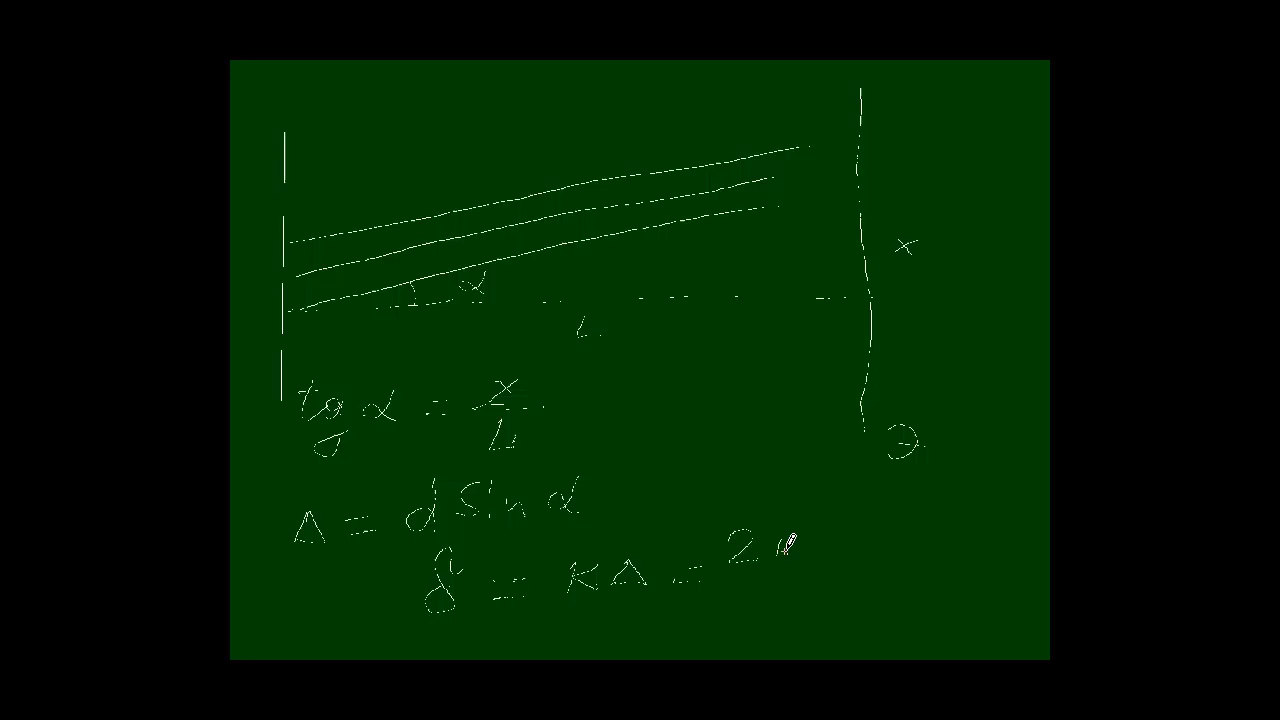 x
α
L
tg α = x/L
Э
Δ = d sin α
δ = kΔ = 2